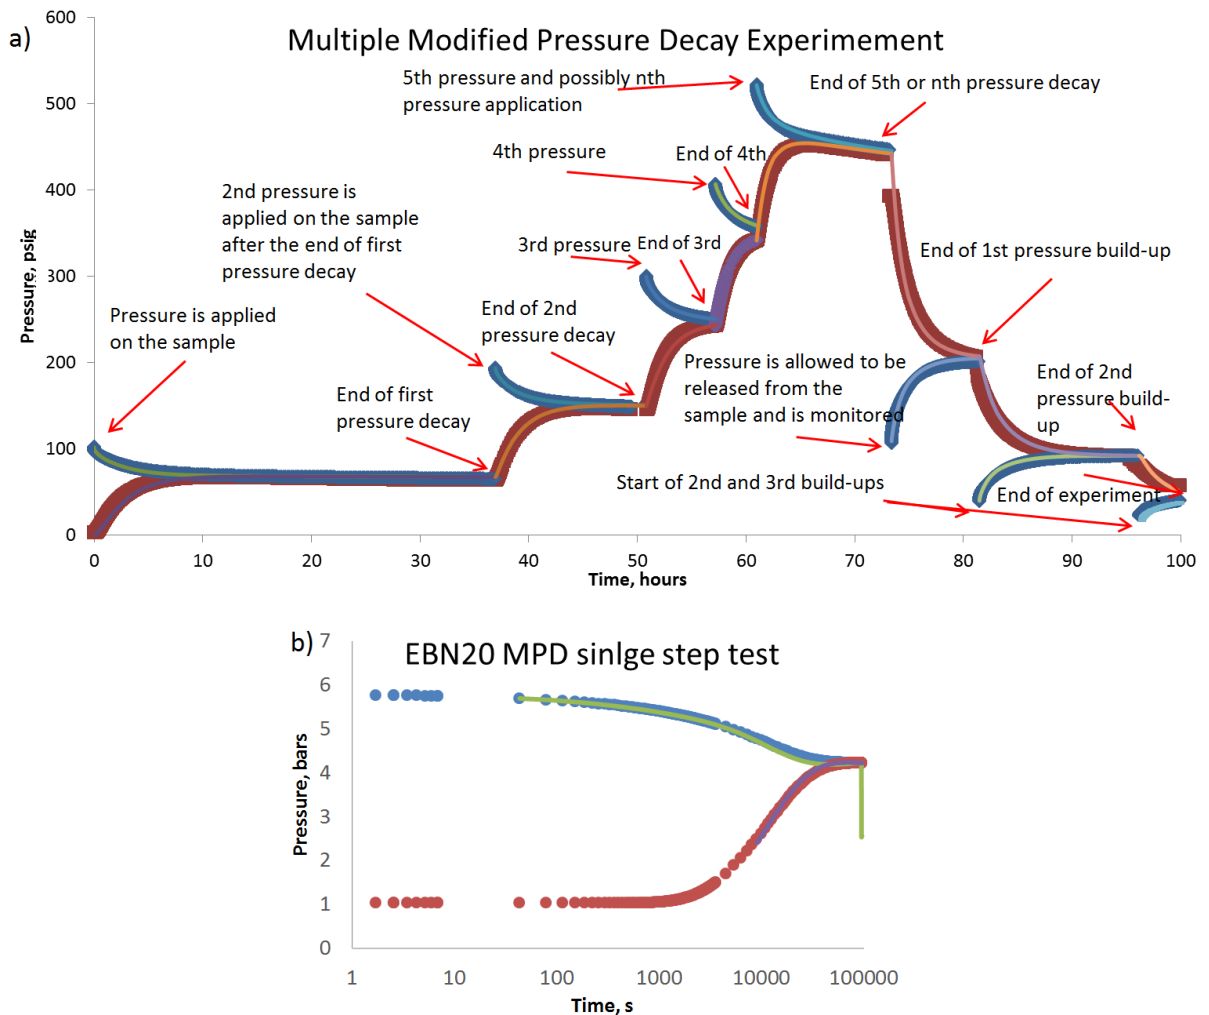 a)
Multiple Modified Pressure Decay Experimement
600
500
400
300
200
100
0
Pressure, psig
5th pressure and possibly nth
pressure application
End of 5th or nth pressure decay
4th pressure
End of 4th
2nd pressure is
applied on the sample
after the end of first
pressure decay
3rd pressure
End of 3rd
End of 1st pressure build-up
Pressure is applied
on the sample
End of 2nd
pressure decay
Pressure is allowed to be
released from the
sample and is monitored
End of 2nd
pressure build-
up
End of first
pressure decay
Start of 2nd and 3rd build-ups
End of experiment
0 10 20 30 40 50 60 70 80 90 100
Time, hours
b)
EBN20 MPD sinlge step test
7
6
5
4
3
2
1
0
Pressure, bars
1 10 100 1000 10000 100000
Time, s